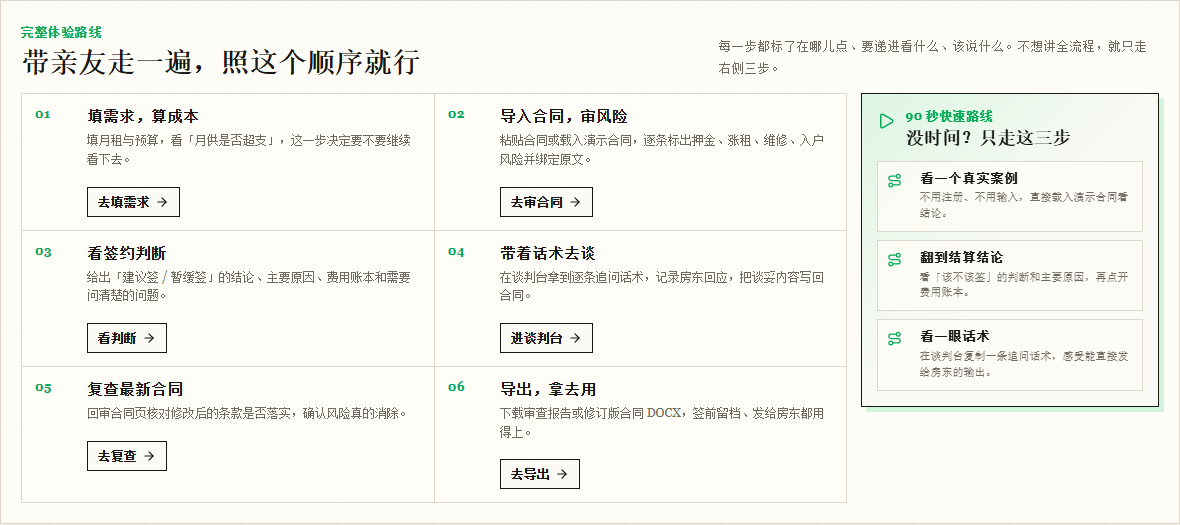 完整体验路线
带亲友走一遍，照这个顺序就行
每一步都标了在哪儿点、要递进看什么、该说什么。不想讲全流程，就只走
右侧三步。
01
填需求，算成本
填月租与预算，看「月供是否超支」，这一步决定要不要继续
看下去。
去填需求 →
02
导入合同，审风险
粘贴合同或载入演示合同，逐条标出押金、涨租、维修、入户
风险并绑定原文。
去审合同 →
03
看签约判断
给出「建议签 / 暂缓签」的结论、主要原因、费用账本和需要
问清楚的问题。
看判断 →
04
带着话术去谈
在谈判台拿到逐条追问话术，记录房东回应，把谈妥内容写回
合同。
进谈判台 →
05
复查最新合同
回审合同页核对修改后的条款是否落实，确认风险真的消除。
去复查 →
06
导出，拿去用
下载审查报告或修订版合同 DOCX，签前留档、发给房东都用
得上。
去导出 →
90 秒快速路线
没时间？只走这三步
看一个真实案例
不用注册、不用输入，直接载入演示合同看
结论。
翻到结算结论
看「该不该签」的判断和主要原因，再点开
费用账本。
看一眼话术
在谈判台复制一条追问话术，感受能直接发
给房东的输出。